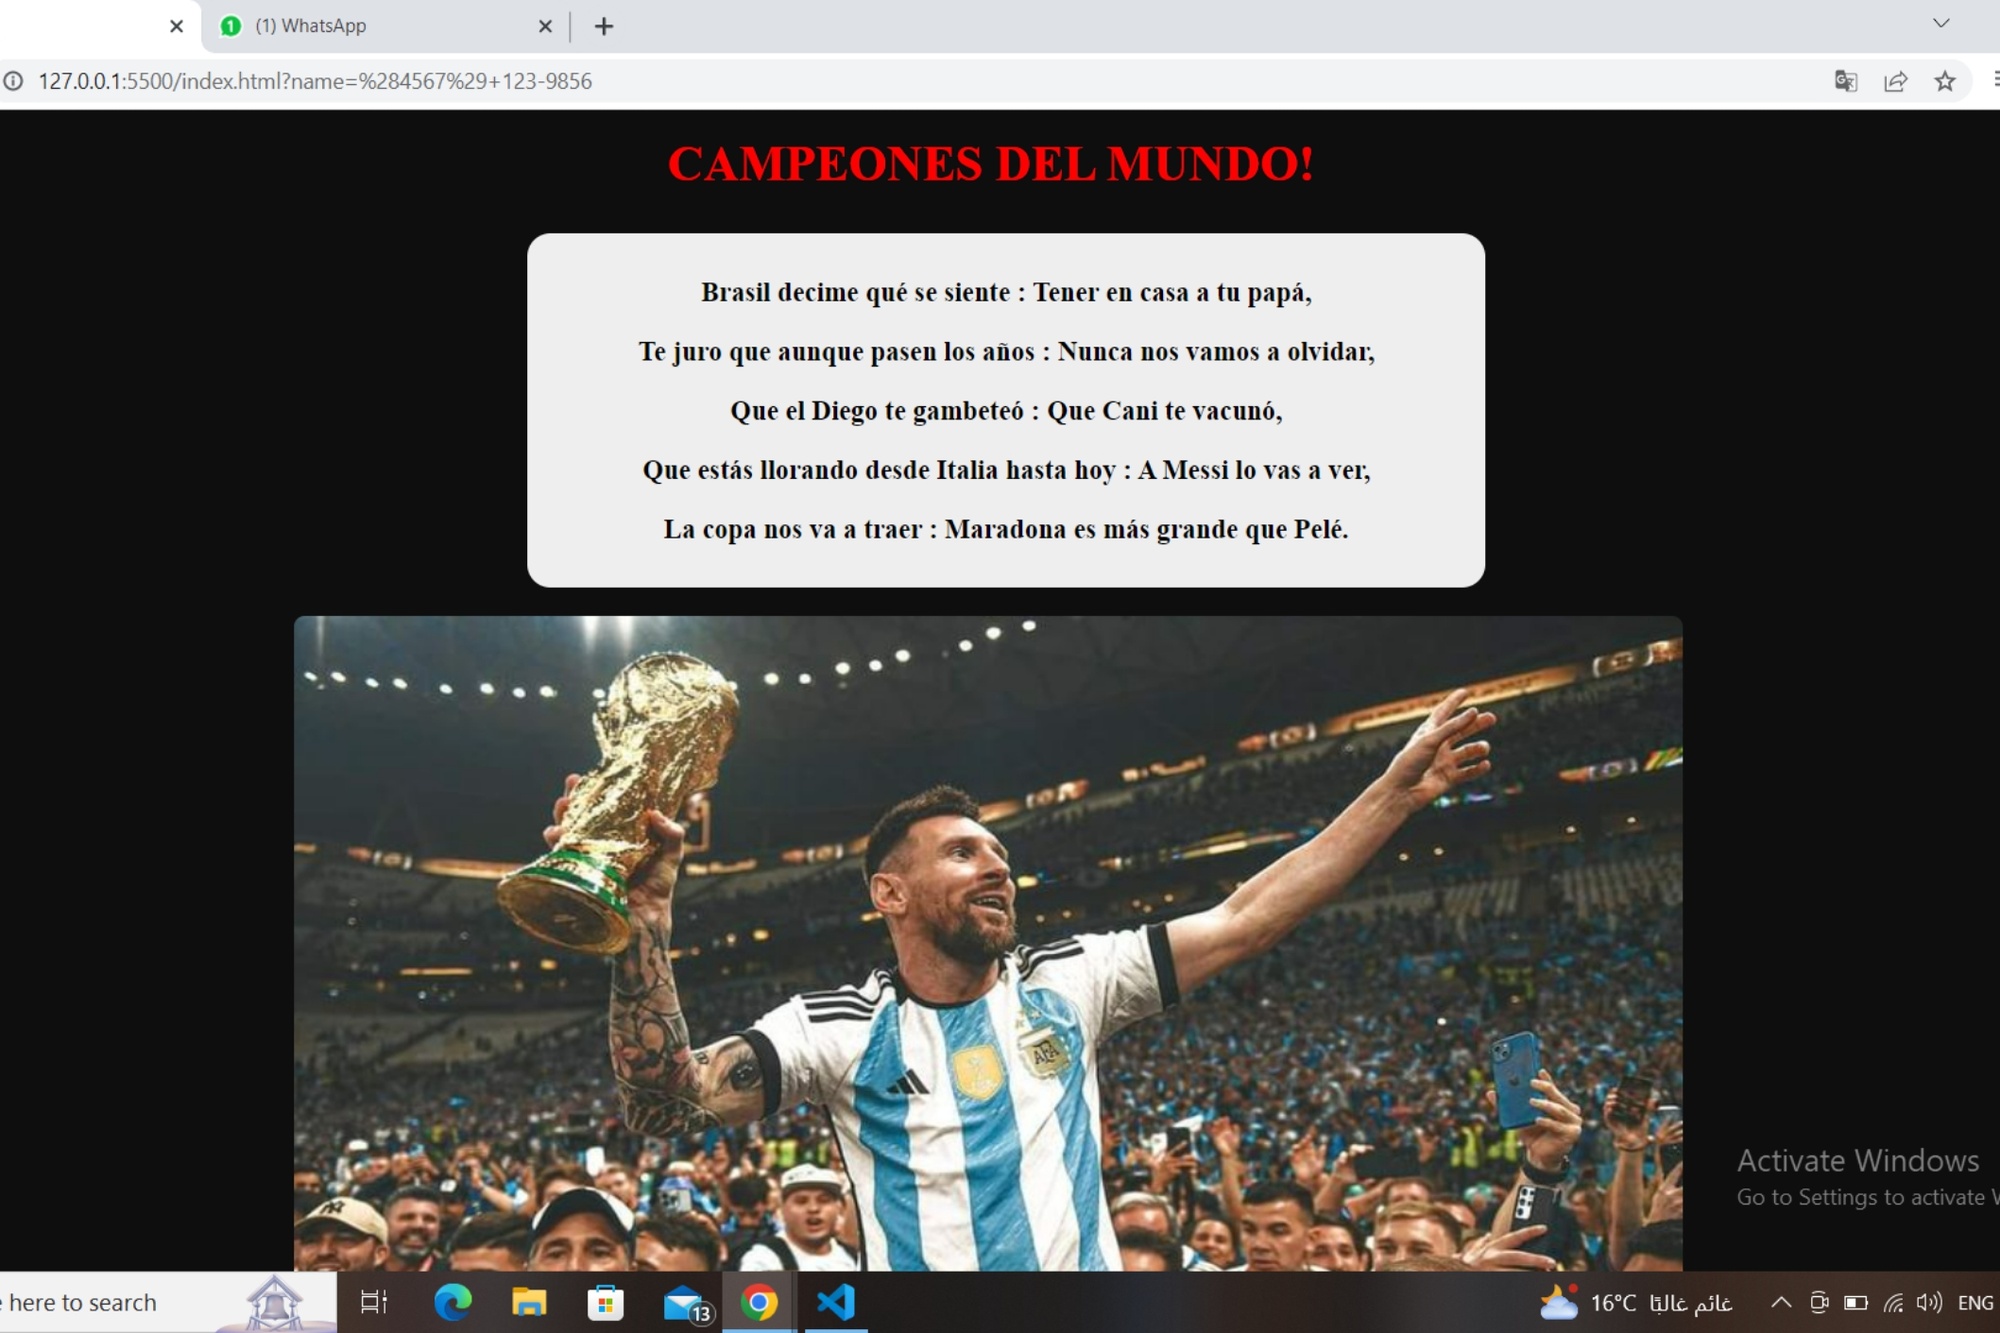 (1) WhatsApp
127.0.0.1:5500/index.html?name=%284567%29+123-9856
CAMPEONES DEL MUNDO!
Brasil decime qué se siente : Tener en casa a tu papá,
Te juro que aunque pasen los años : Nunca nos vamos a olvidar,
Que el Diego te gambeteó : Que Cani te vacunó,
Que estás llorando desde Italia hasta hoy : A Messi lo vas a ver,
La copa nos va a traer : Maradona es más grande que Pelé.
AFA
Activate Windows
Go to Settings to activate
here to search
13
16°C غائم غالبًا
ENG